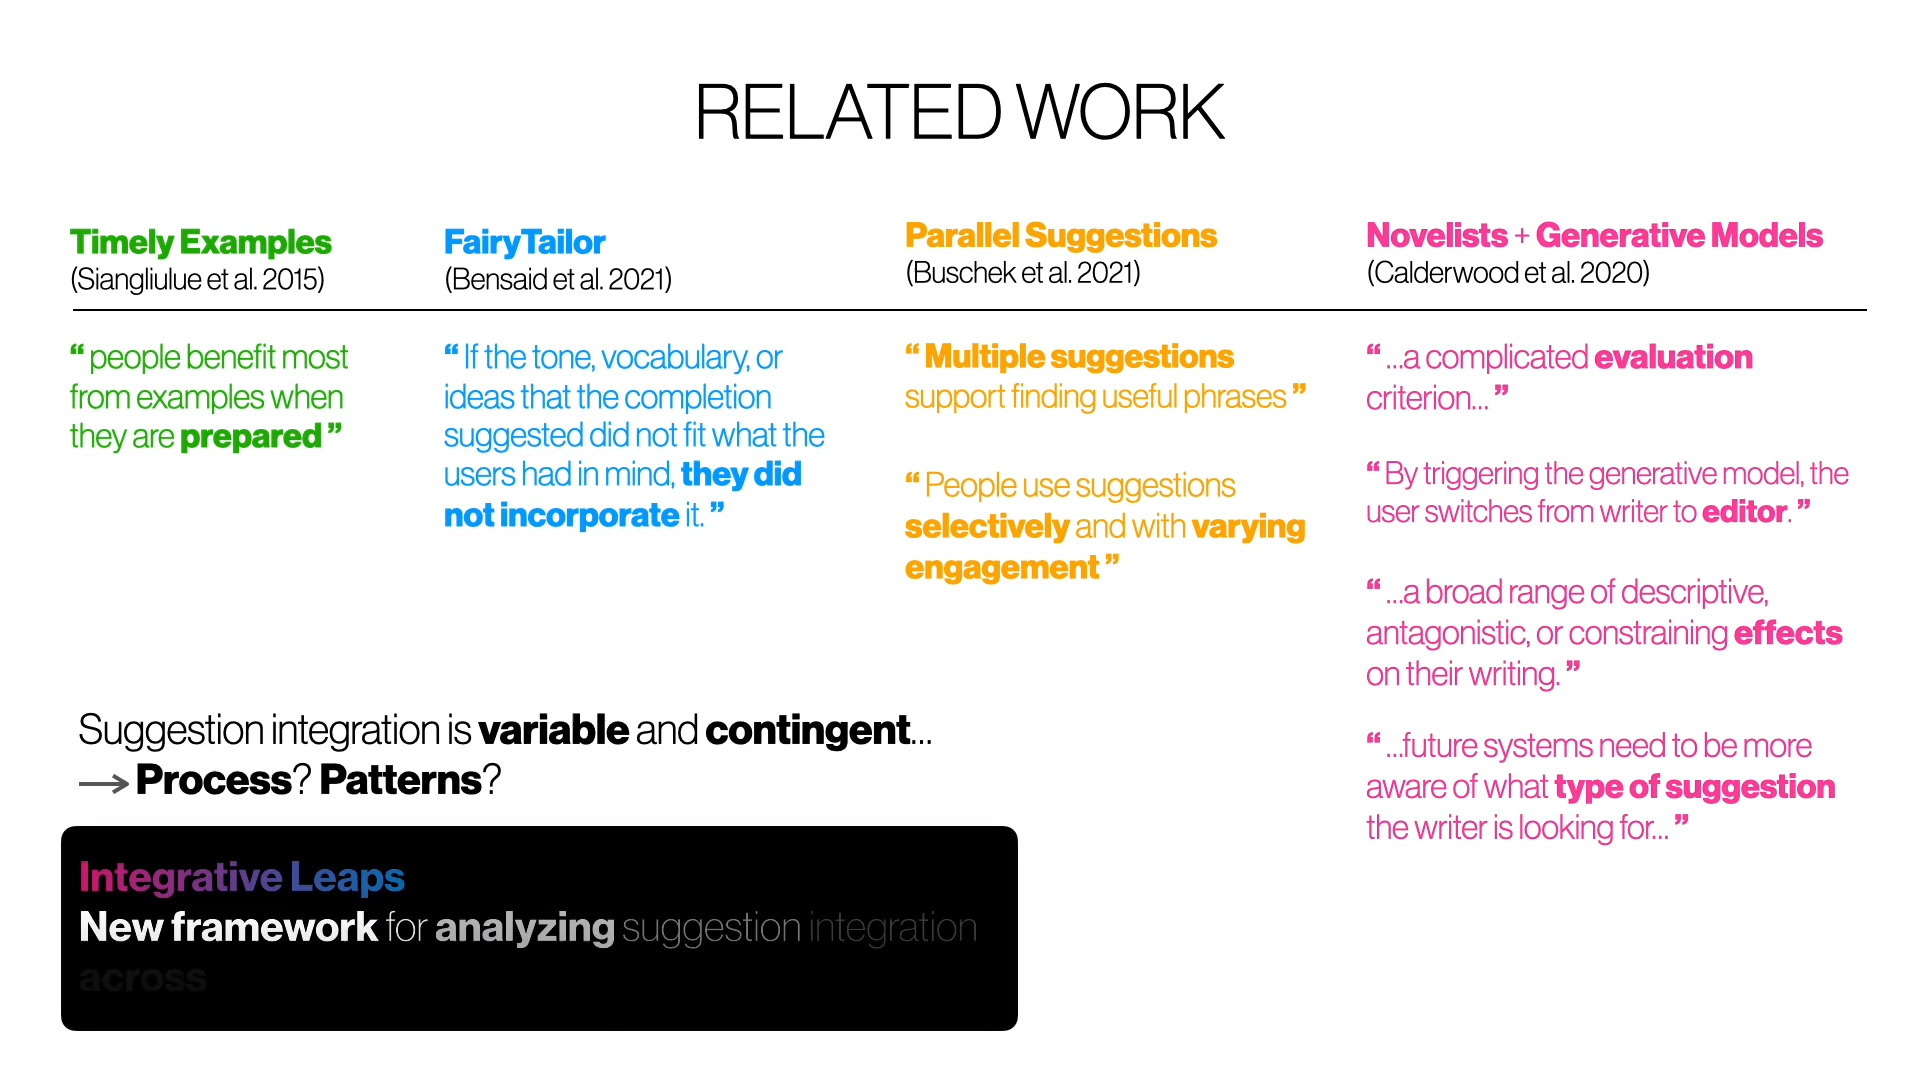 RELATED WORK
Timely Examples
(Siangliulue et al. 2015)
“ people benefit most
from examples when
they are prepared ”
FairyTailor
(Bensaid et al. 2021)
“ If the tone, vocabulary, or
ideas that the completion
suggested did not fit what the
users had in mind, they did
not incorporate it. ”
Parallel Suggestions
(Buschek et al. 2021)
“ Multiple suggestions
support finding useful phrases ”
“ People use suggestions
selectively and with varying
engagement ”
Novelists + Generative Models
(Calderwood et al. 2020)
“ ...a complicated evaluation
criterion... ”
“ By triggering the generative model, the
user switches from writer to editor. ”
“ ...a broad range of descriptive,
antagonistic, or constraining effects
on their writing. ”
“ ...future systems need to be more
aware of what type of suggestion
the writer is looking for... ”
Suggestion integration is variable and contingent...
→ Process? Patterns?
Integrative Leaps
New framework for analyzing suggestion integration
across